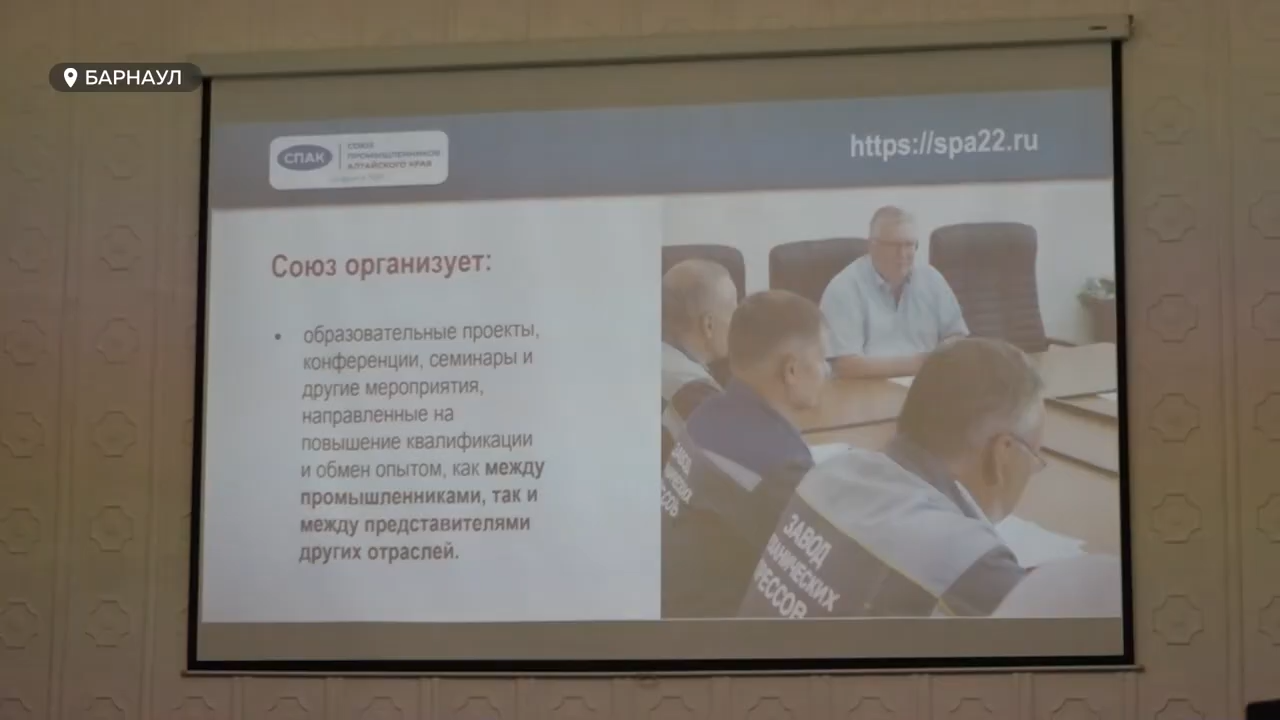 БАРНАУЛ
СПАК
СОЮЗ
ПРОМЫШЛЕННИКОВ
АЛТАЙСКОГО КРАЯ
https://spa22.ru
Союз организует:
• образовательные проекты,
конференции, семинары и
другие мероприятия,
направленные на
повышение квалификации
и обмен опытом, как между
промышленниками, так и
между представителями
других отраслей.
ЗАВОД
ЗАВОД